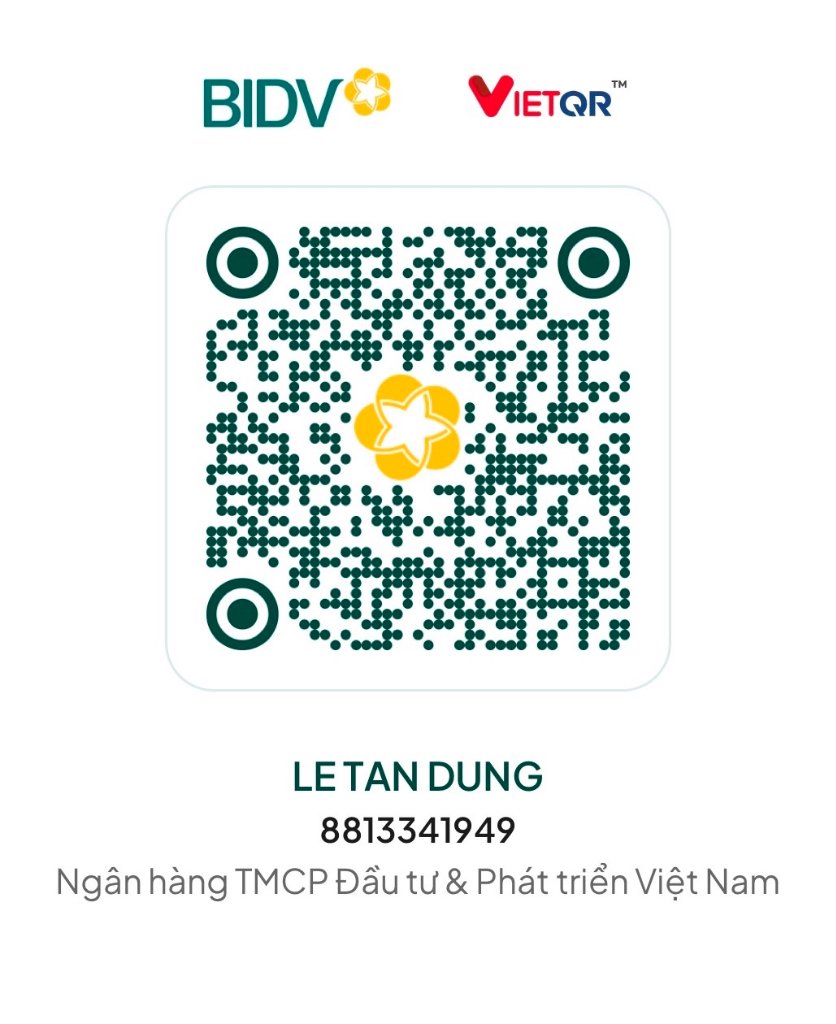 BIDV VIETQR™
LE TAN DUNG
8813341949
Ngân hàng TMCP Đầu tư & Phát triển Việt Nam